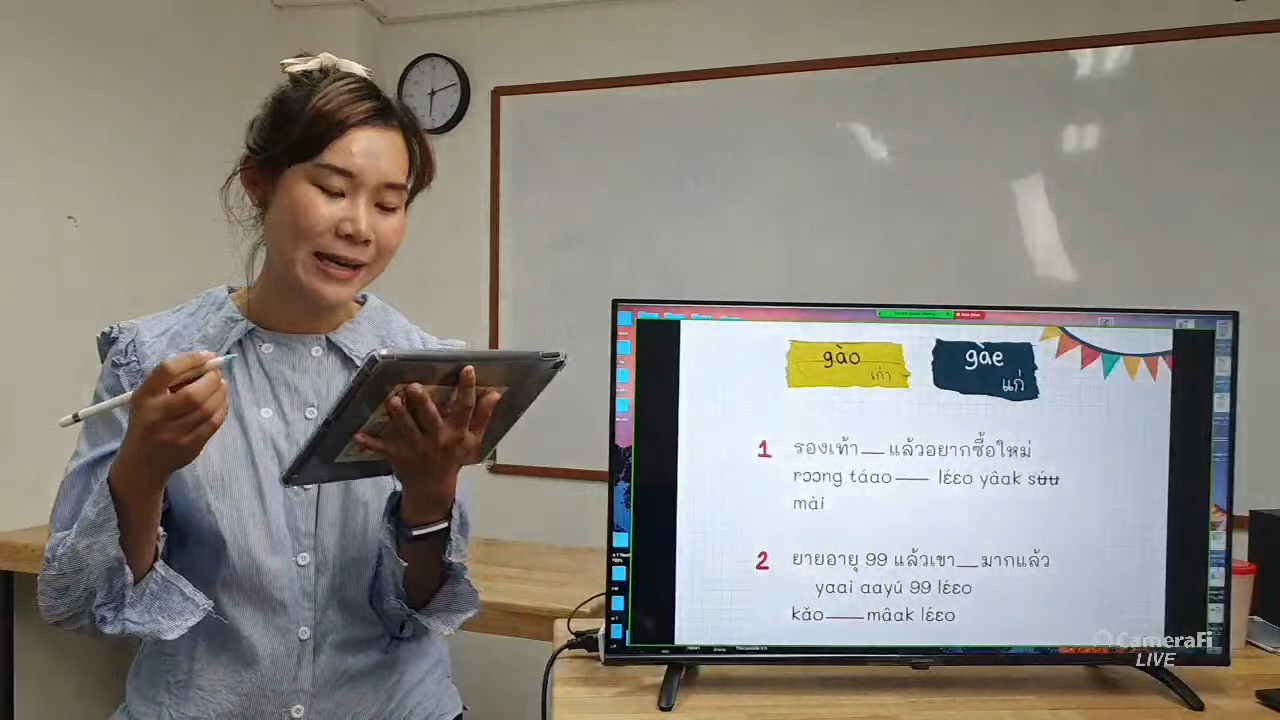 gào
เก่า
gàe
แก่
1 รองเท้า__แล้วอยากซื้อใหม่
rɔɔng táao ___ lɛ́ɛo yâak sʉ́ʉ
mài
2 ยายอายุ 99 แล้วเขา__มากแล้ว
yaai aayú 99 lɛ́ɛo
kǎo ___ mâak lɛ́ɛo
CameraFi
LIVE